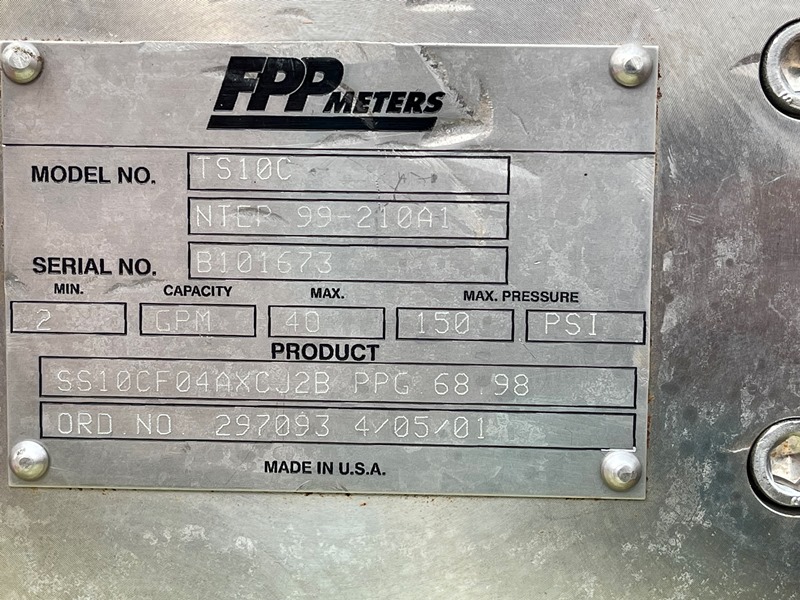 FPP METERS
MODEL NO. TS10C
NTEP 99-210A1
SERIAL NO. B101673
MIN. CAPACITY MAX. MAX. PRESSURE
2 GPM 40 150 PSI
PRODUCT
SS10CF04AXCJ2B PPG 68.98
ORD.NO. 297093 4/05/01
MADE IN U.S.A.